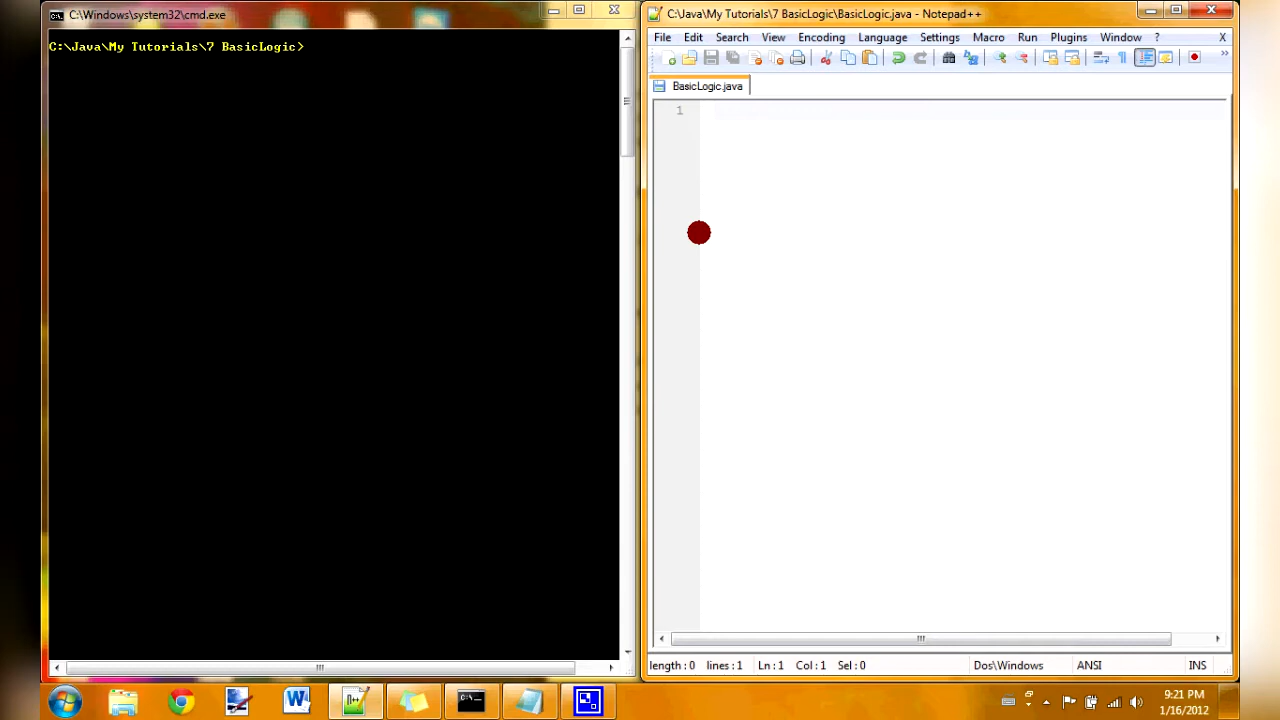 C:\Windows\system32\cmd.exe
C:\Java\My Tutorials\7 BasicLogic>
C:\Java\My Tutorials\7 BasicLogic\BasicLogic.java - Notepad++
File Edit Search View Encoding Language Settings Macro Run Plugins Window ? X
BasicLogic.java
1
length : 0 lines : 1 Ln : 1 Col : 1 Sel : 0 Dos\Windows ANSI INS
9:21 PM
1/16/2012